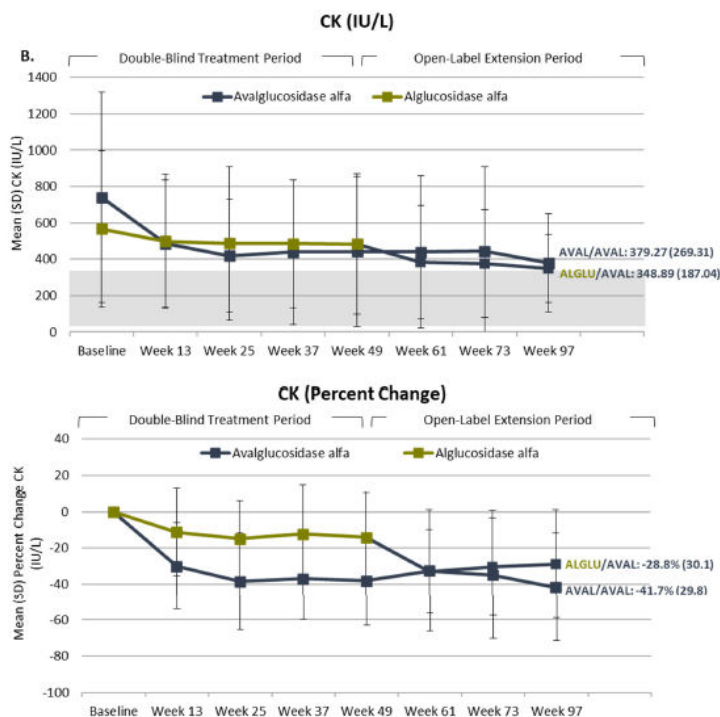 CK (IU/L)
B.
Double-Blind Treatment Period
Open-Label Extension Period
1400
Avalglucosidase alfa
Alglucosidase alfa
1200
1000
800
600
400
200
0
Mean (SD) CK (IU/L)
AVAL/AVAL: 379.27 (269.31)
ALGLU/AVAL: 348.89 (187.04)
Baseline Week 13 Week 25 Week 37 Week 49 Week 61 Week 73 Week 97
CK (Percent Change)
Double-Blind Treatment Period
Open-Label Extension Period
40
Avalglucosidase alfa
Alglucosidase alfa
20
0
-20
-40
-60
-80
-100
Mean (SD) Percent Change CK
(IU/L)
ALGLU/AVAL: -28.8% (30.1)
AVAL/AVAL: -41.7% (29.8)
Baseline Week 13 Week 25 Week 37 Week 49 Week 61 Week 73 Week 97